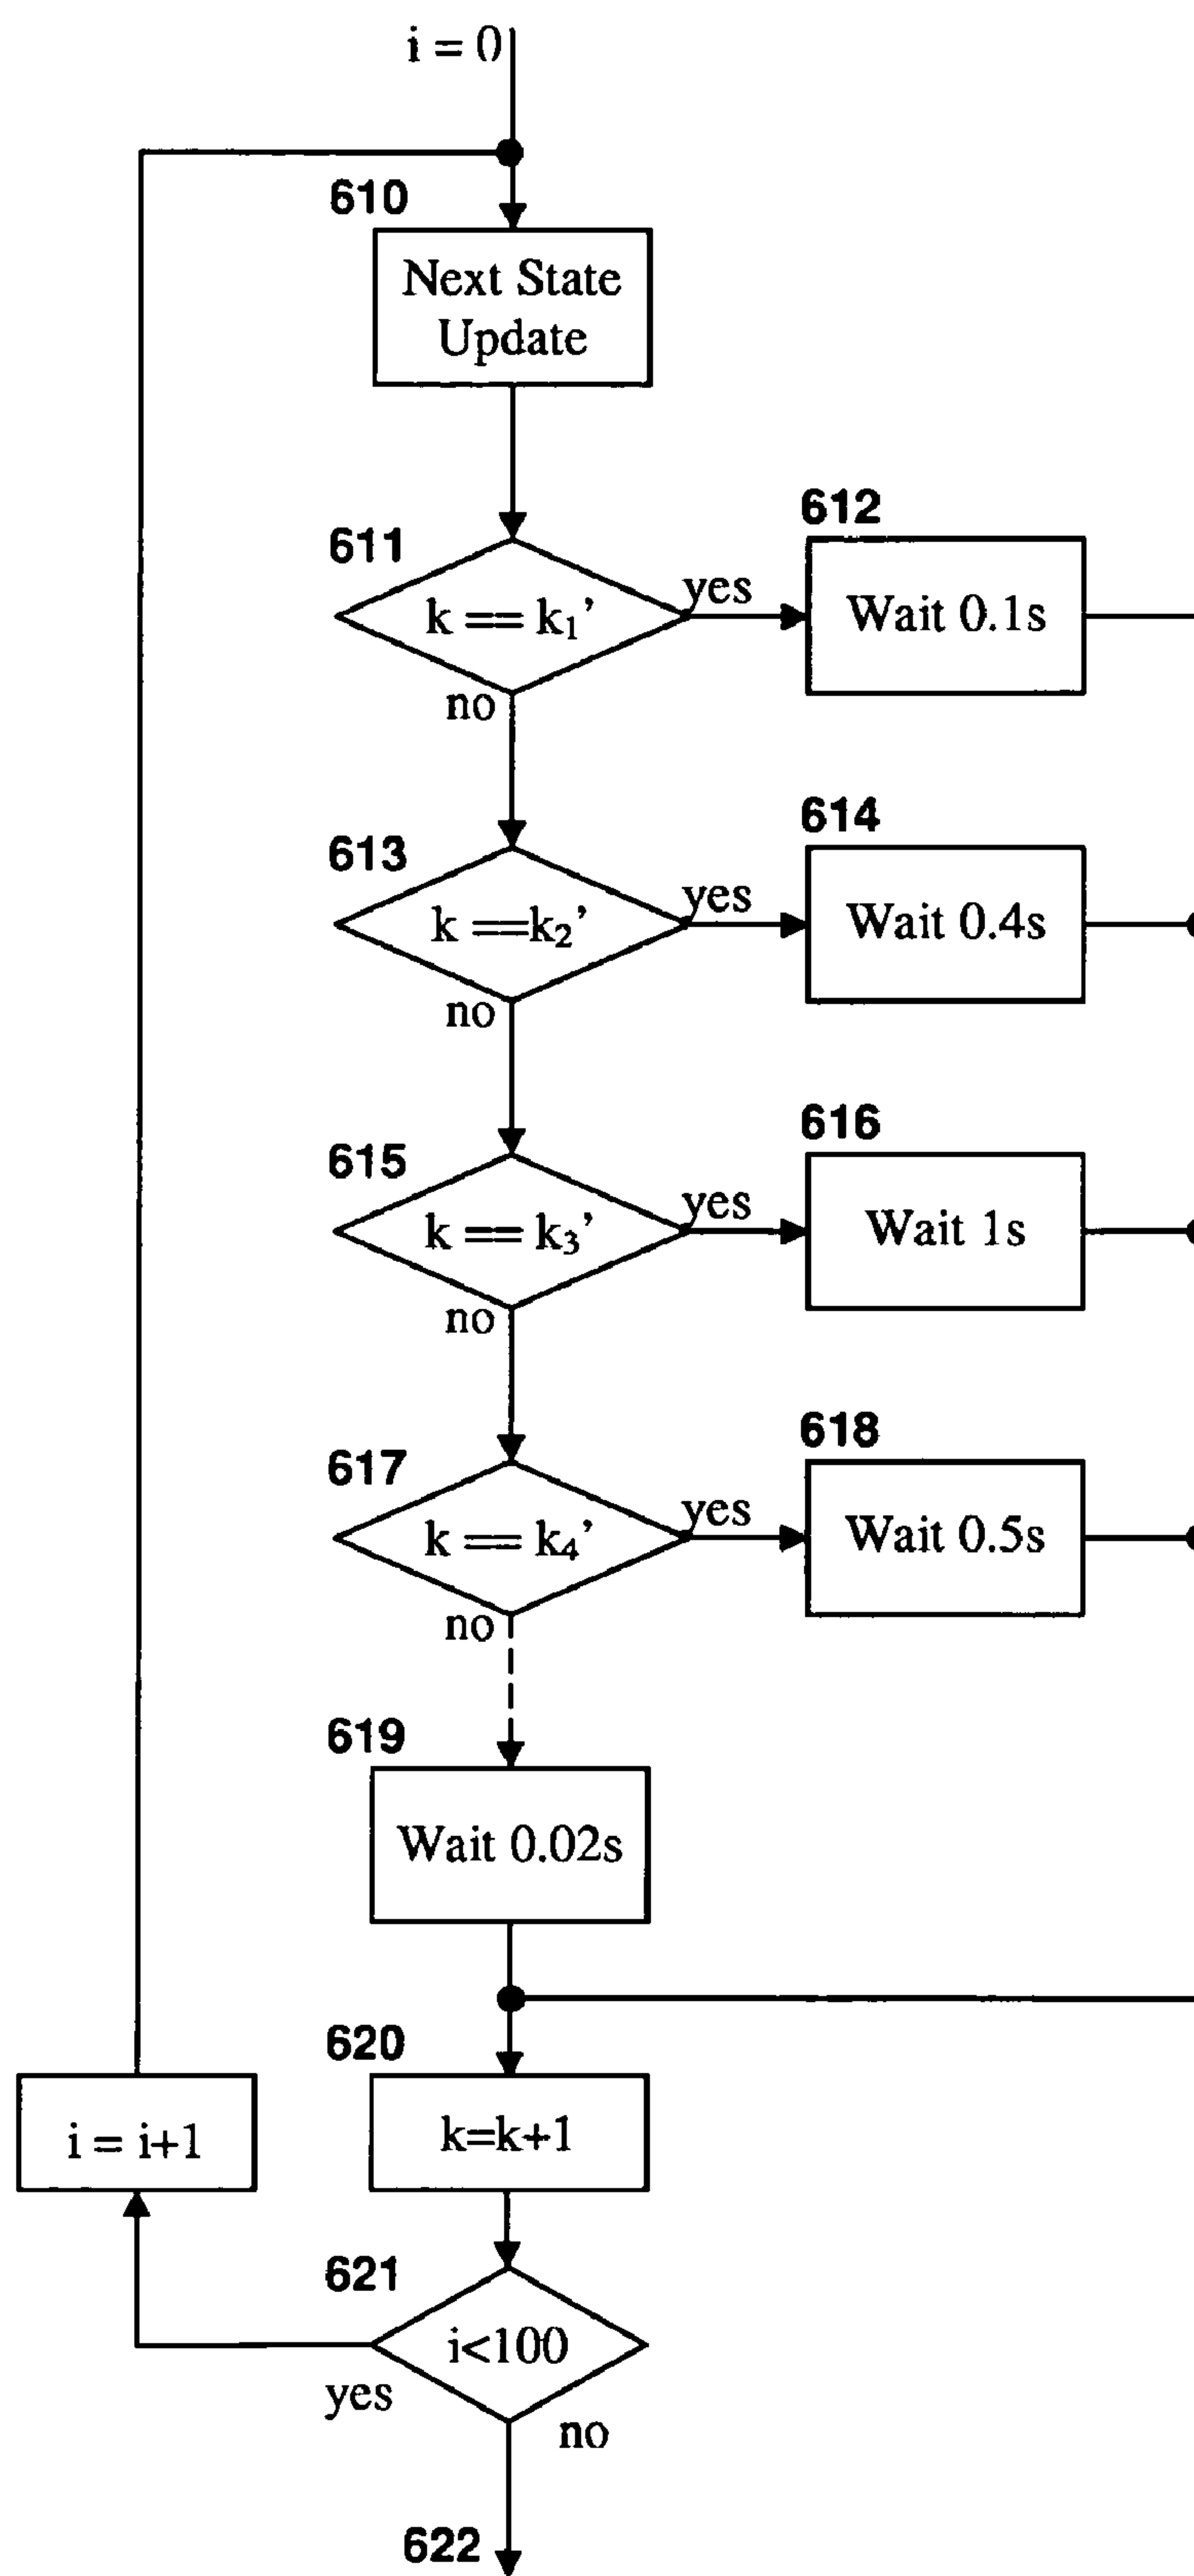 i = 0
610
Next State
Update
611
k == k₁’
yes
612
Wait 0.1s
no
613
k ==k₂’
yes
614
Wait 0.4s
no
615
k == k₃’
yes
616
Wait 1s
no
617
k == k₄’
yes
618
Wait 0.5s
no
619
Wait 0.02s
620
k=k+1
i = i+1
621
i<100
yes
no
622